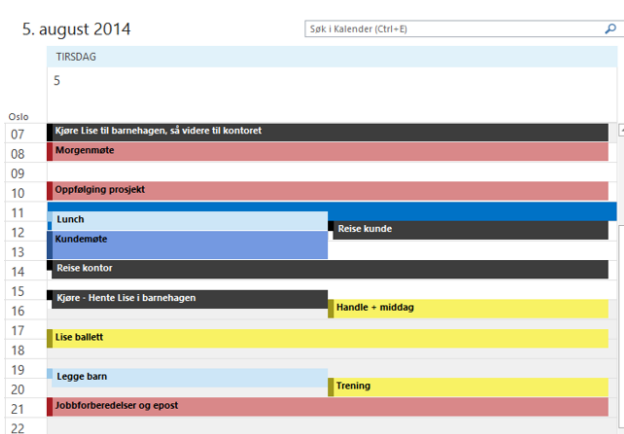 5. august 2014
Søk i Kalender (Ctrl+E)
TIRSDAG
5
Oslo
07
Kjøre Lise til barnehagen, så videre til kontoret
08
Morgenmøte
09
10
Oppfølging prosjekt
11
Lunch
12
Reise kunde
Kundemøte
13
14
Reise kontor
15
Kjøre - Hente Lise i barnehagen
16
Handle + middag
17
Lise ballett
18
19
Legge barn
20
Trening
21
Jobbforberedelser og epost
22